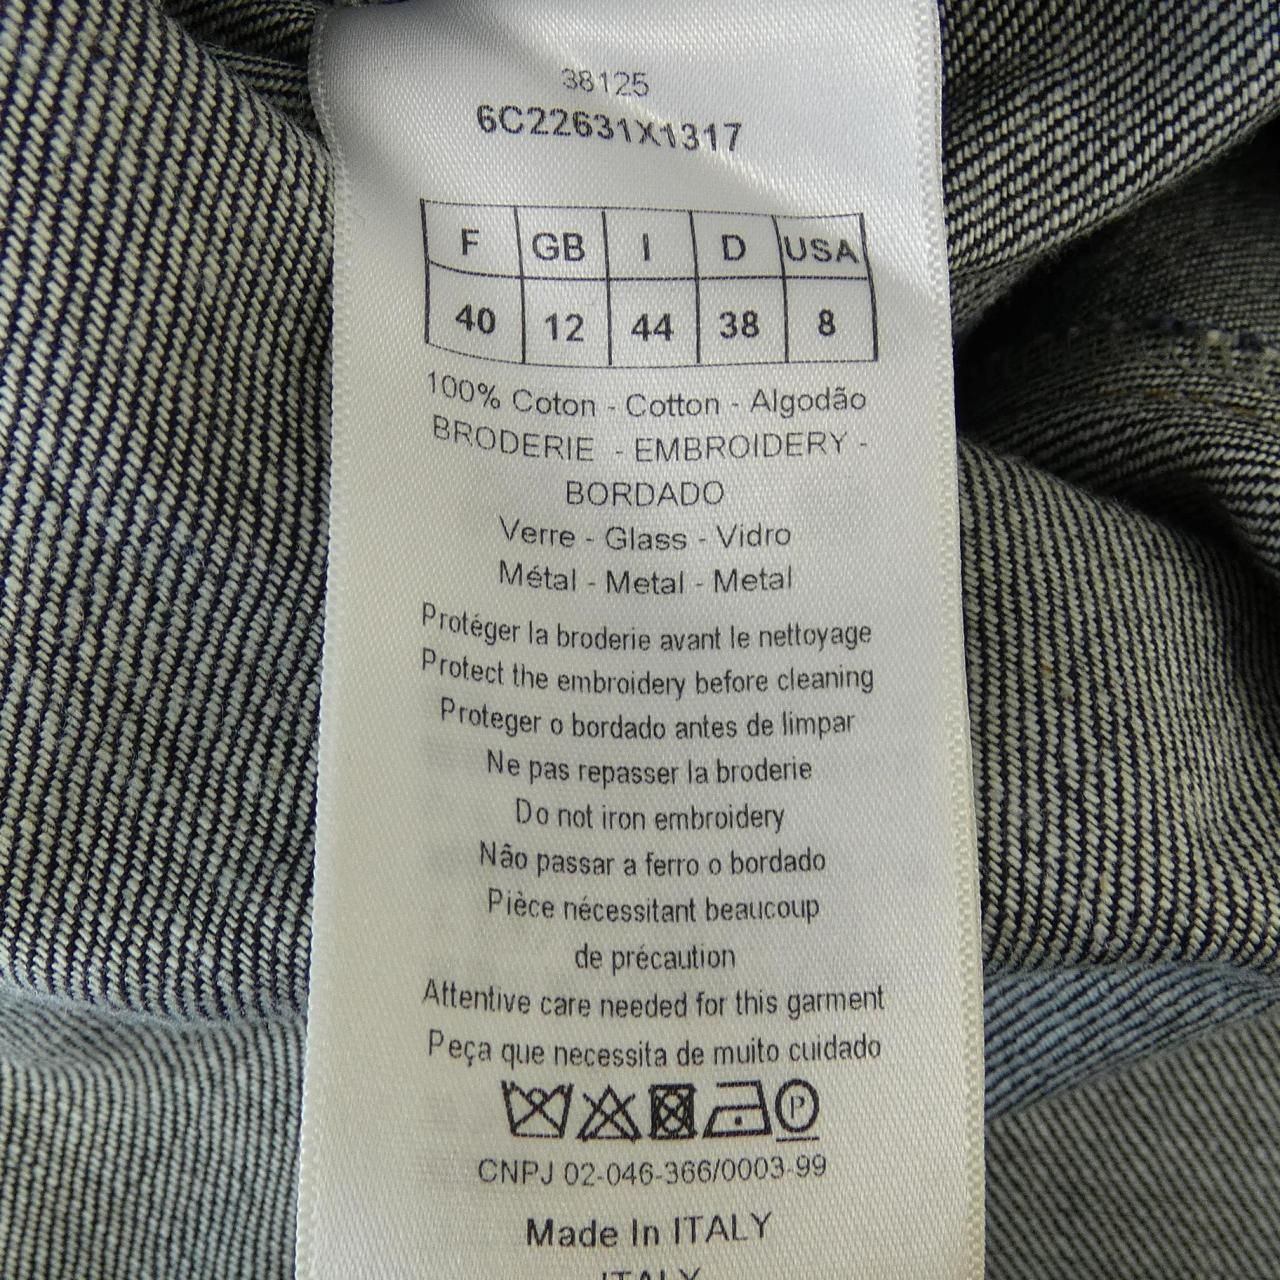 38125
6C22631X1317
F GB I D USA
40 12 44 38 8
100% Coton - Cotton - Algodão
BRODERIE - EMBROIDERY -
BORDADO
Verre - Glass - Vidro
Métal - Metal - Metal
Protéger la broderie avant le nettoyage
Protect the embroidery before cleaning
Proteger o bordado antes de limpar
Ne pas repasser la broderie
Do not iron embroidery
Não passar a ferro o bordado
Pièce nécessitant beaucoup
de précaution
Attentive care needed for this garment
Peça que necessita de muito cuidado
P
CNPJ 02-046-366/0003-99
Made In ITALY
ITALY